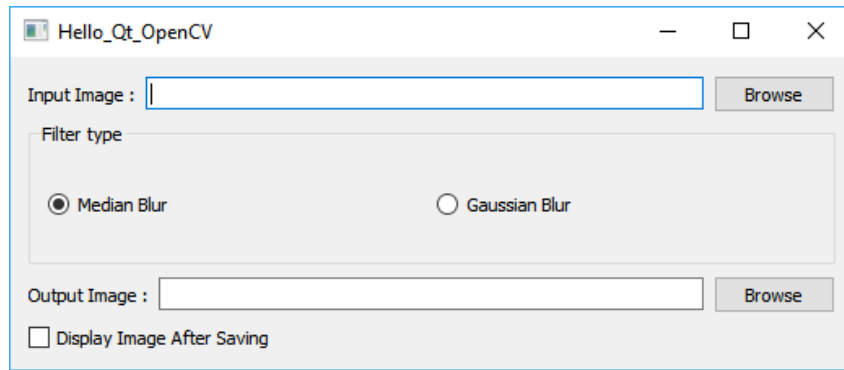 Hello_Qt_OpenCV
Input Image : Browse
Filter type
Median Blur Gaussian Blur
Output Image : Browse
Display Image After Saving